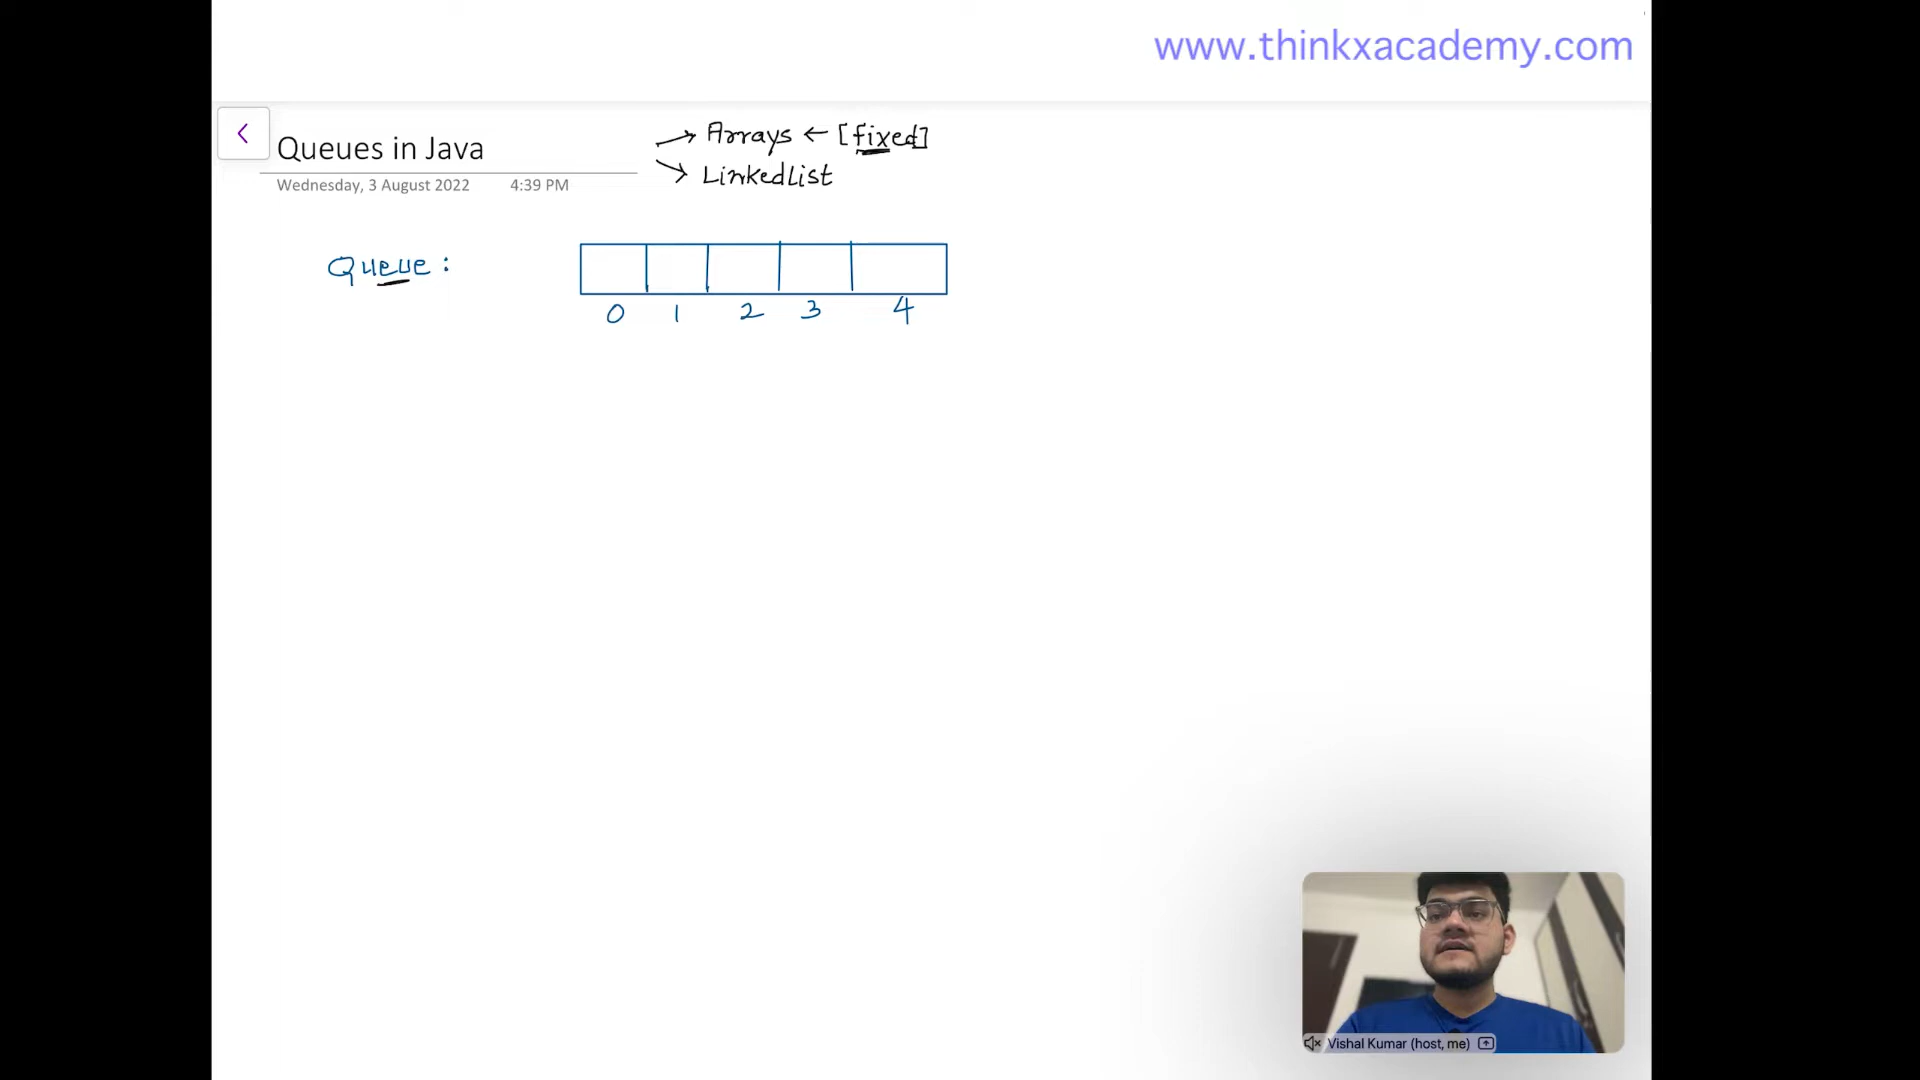 www.thinkxacademy.com
Queues in Java
Wednesday, 3 August 2022 4:39 PM
→ Arrays ← [fixed]
→ LinkedList
Queue:
0 1 2 3 4
Vishal Kumar (host, me)